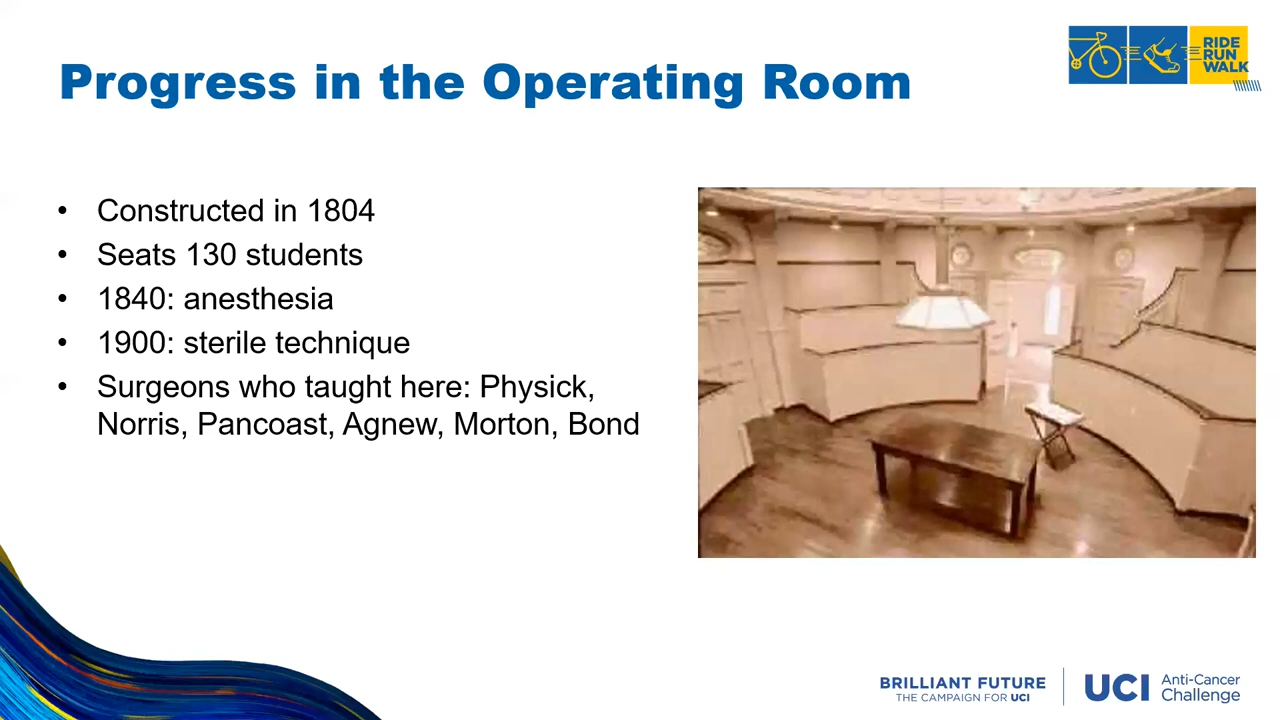 Progress in the Operating Room
RIDE
RUN
WALK
• Constructed in 1804
• Seats 130 students
• 1840: anesthesia
• 1900: sterile technique
• Surgeons who taught here: Physick,
Norris, Pancoast, Agnew, Morton, Bond
BRILLIANT FUTURE
THE CAMPAIGN FOR UCI
UCI Anti-Cancer
Challenge